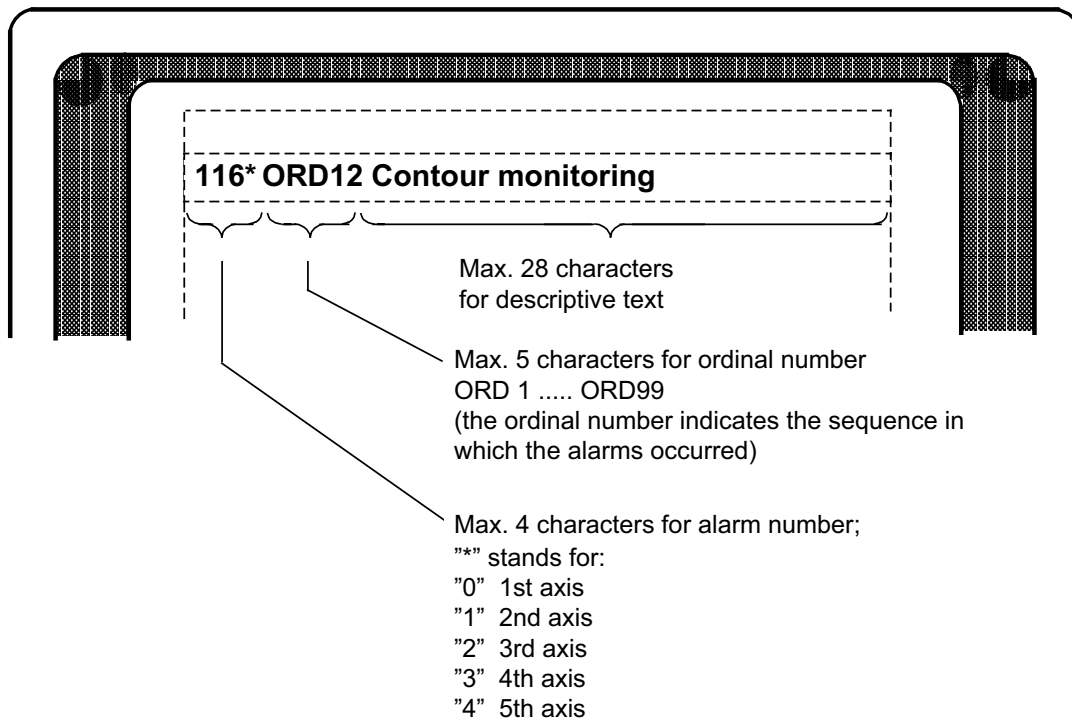 116* ORD12 Contour monitoring
Max. 28 characters
for descriptive text
Max. 5 characters for ordinal number
ORD 1 ..... ORD99
(the ordinal number indicates the sequence in
which the alarms occurred)
Max. 4 characters for alarm number;
”*” stands for:
”0” 1st axis
”1” 2nd axis
”2” 3rd axis
”3” 4th axis
”4” 5th axis